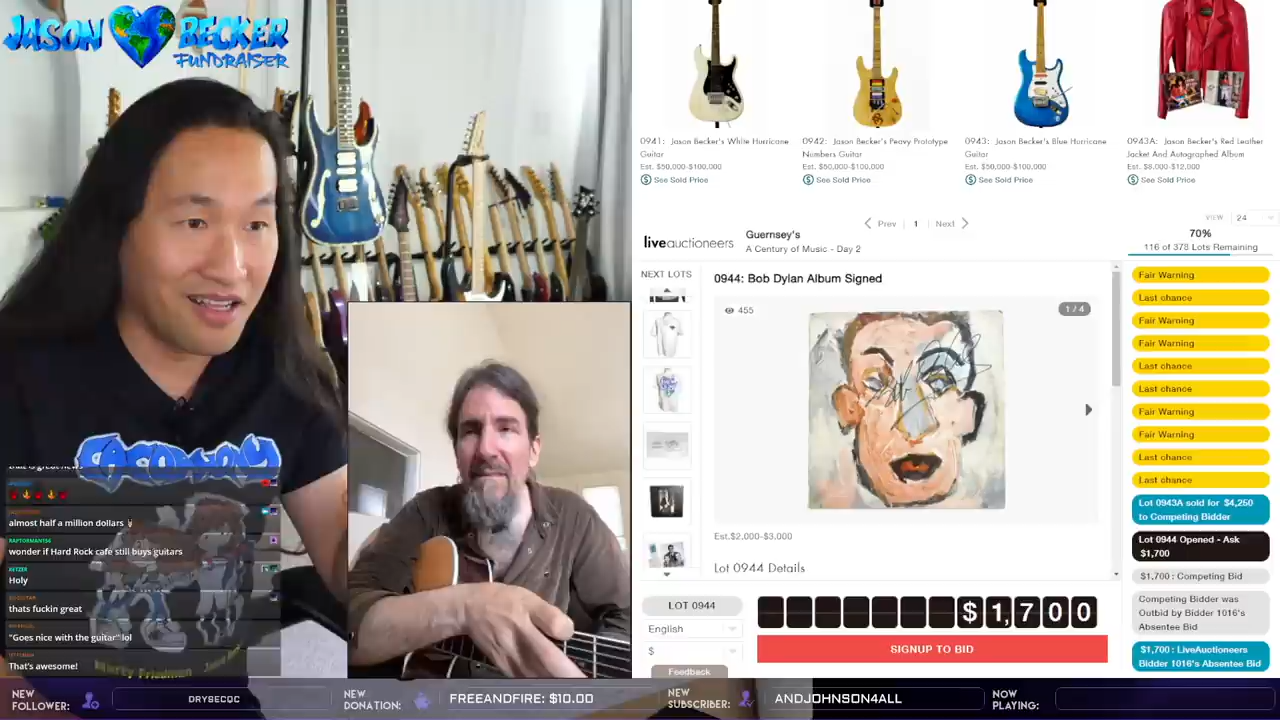 JASON BECKER
FUNDRAISER
0941: Jason Becker's White Hurricane
Guitar
Est. $50,000-$100,000
See Sold Price
0942: Jason Becker's Peavy Prototype
Numbers Guitar
Est. $50,000-$100,000
See Sold Price
0943: Jason Becker's Blue Hurricane
Guitar
Est. $50,000-$100,000
See Sold Price
0943A: Jason Becker's Red Leather
Jacket And Autographed Album
Est. $8,000-$12,000
See Sold Price
Prev 1 Next
VIEW 24
liveauctioneers
Guernsey's
A Century of Music - Day 2
70%
116 of 378 Lots Remaining
NEXT LOTS
0944: Bob Dylan Album Signed
455
1 / 4
Est.$2,000-$3,000
Lot 0944 Details
Fair Warning
Last chance
Fair Warning
Fair Warning
Last chance
Last chance
Fair Warning
Fair Warning
Last chance
Last chance
Lot 0943A sold for $4,250
to Competing Bidder
Lot 0944 Opened - Ask
$1,700
$1,700 : Competing Bid
Competing Bidder was
Outbid by Bidder 1016's
Absentee Bid
$1,700 : LiveAuctioneers
Bidder 1016's Absentee Bid
LOT 0944
English
$
Feedback
$1,700
SIGNUP TO BID
CACOPHONY
almost half a million dollars
wonder if Hard Rock cafe still buys guitars
Holy
thats fuckin great
"Goes nice with the guitar" lol
That's awesome!
Marty Friedman
NEW
FOLLOWER:
DRYBECQC
NEW
DONATION:
FREEANDFIRE: $10.00
NEW
SUBSCRIBER:
ANDJOHNSON4ALL
NOW
PLAYING: